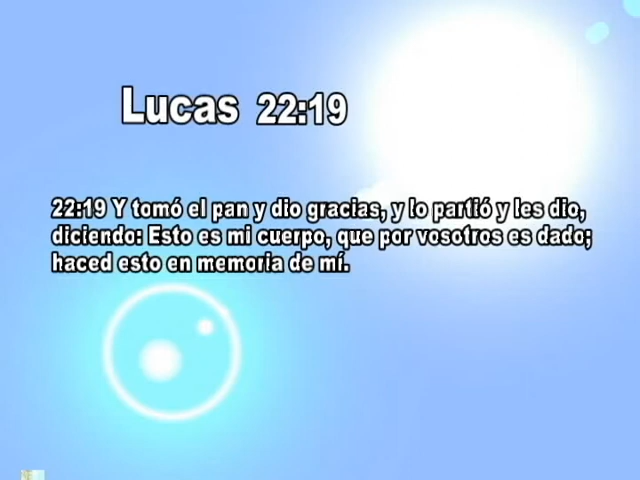 Lucas 22:19
22:19 Y tomó el pan y dio gracias, y lo partió y les dio,
diciendo: Esto es mi cuerpo, que por vosotros es dado;
haced esto en memoria de mí.